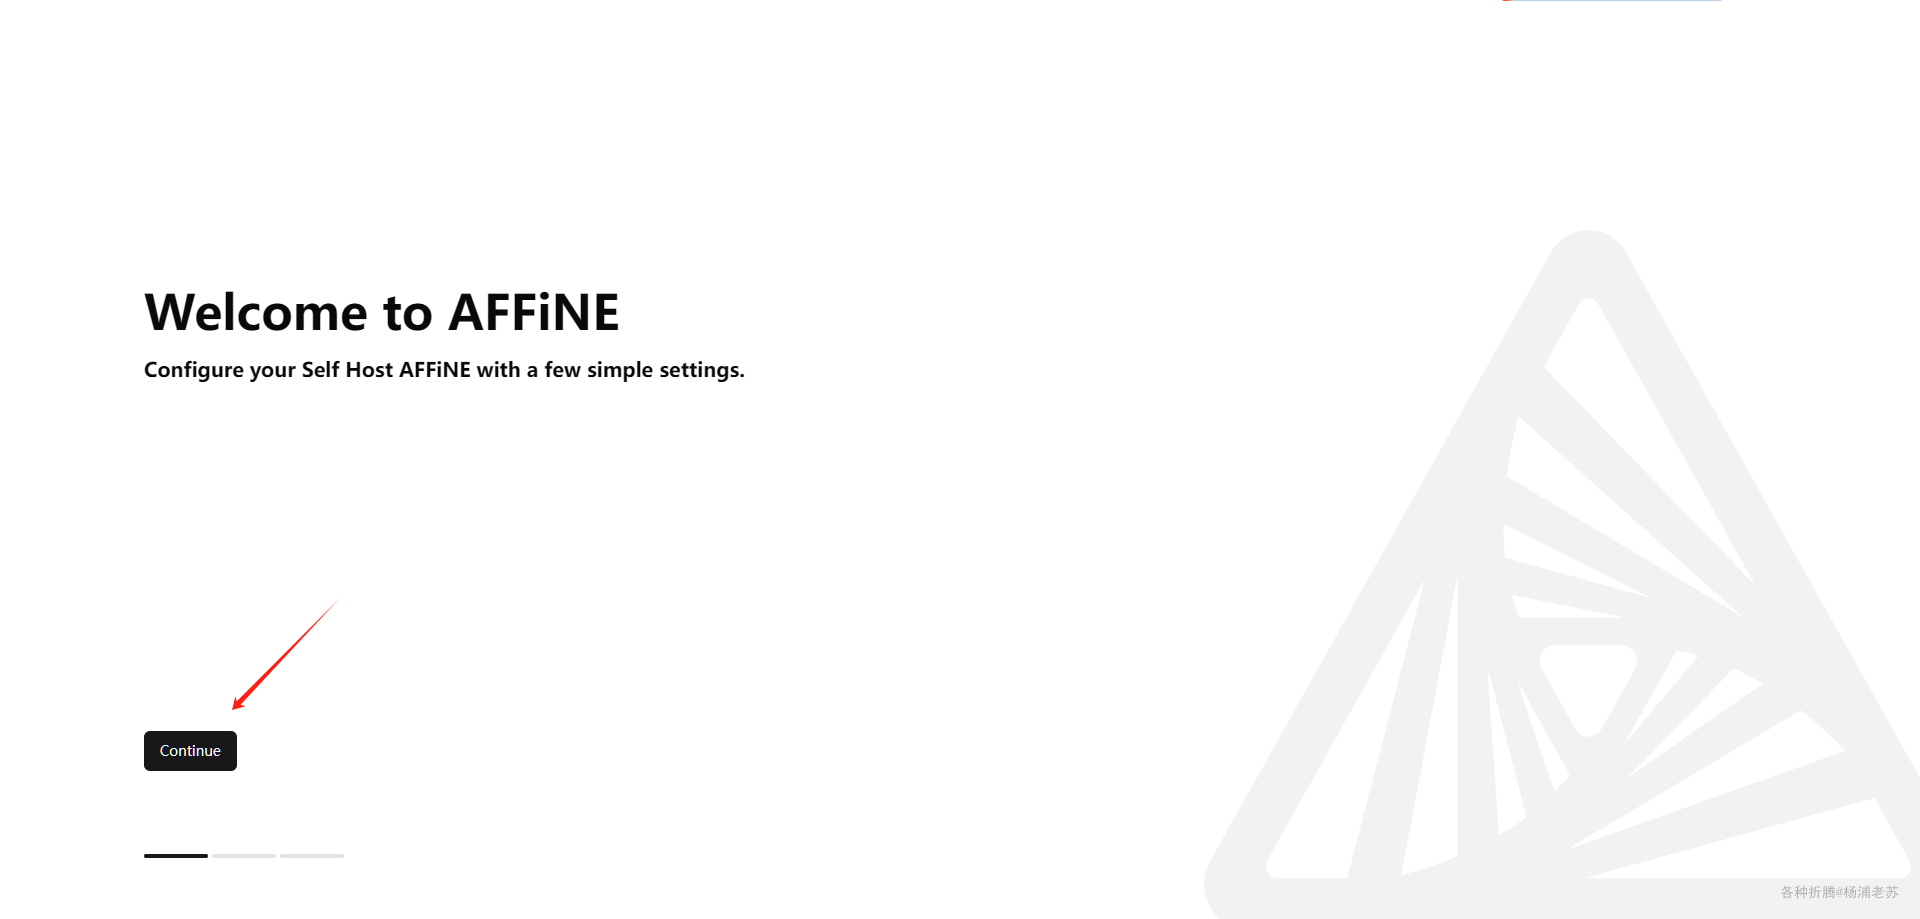 Welcome to AFFiNE
Configure your Self Host AFFiNE with a few simple settings.
Continue
各种折腾@杨浦老苏